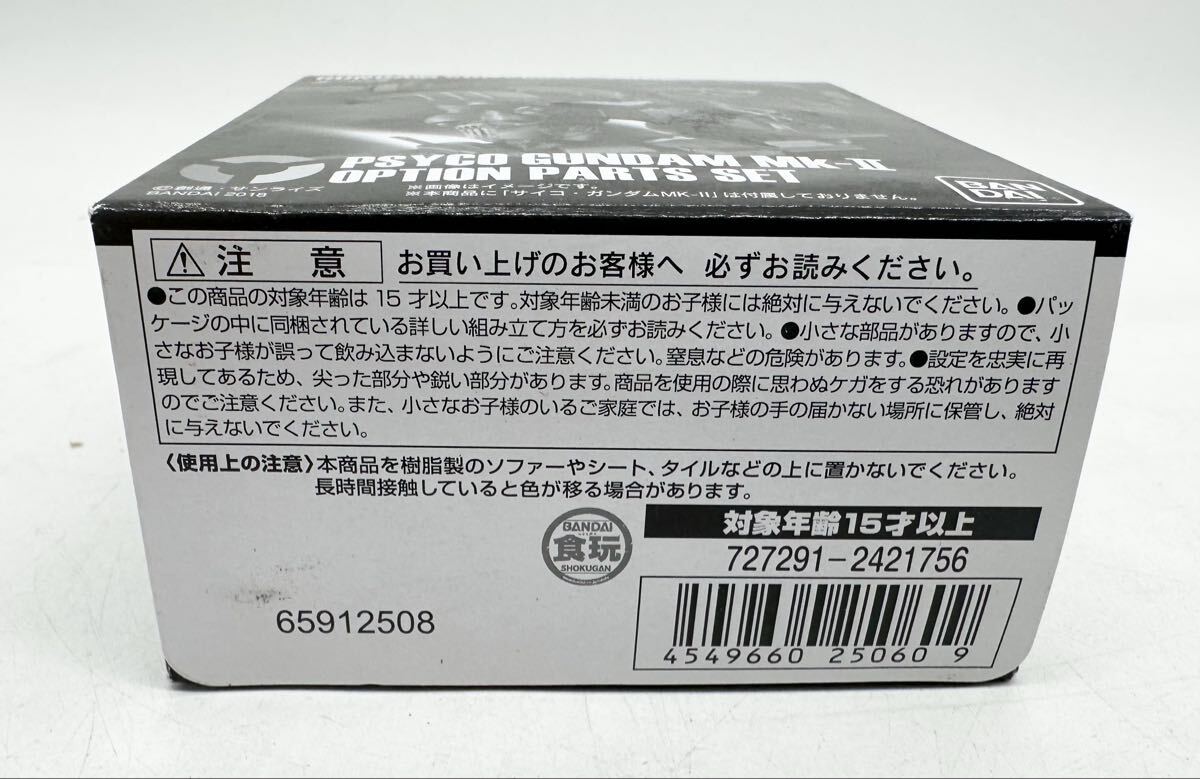 PSYCO GUNDAM MK-II
OPTION PARTS SET
©創通・サンライズ
BANDAI 2018
※画像はイメージです。
※本商品に「サイコ・ガンダムMK-II」は付属しておりません。
BAN
DAI
注 意
お買い上げのお客様へ 必ずお読みください。
●この商品の対象年齢は15才以上です。対象年齢未満のお子様には絶対に与えないでください。●パッ
ケージの中に同梱されている詳しい組み立て方を必ずお読みください。●小さな部品がありますので、小
さなお子様が誤って飲み込まないようにご注意ください。窒息などの危険があります。●設定を忠実に再
現してあるため、尖った部分や鋭い部分があります。商品を使用の際に思わぬケガをする恐れがあります
のでご注意ください。また、小さなお子様のいるご家庭では、お子様の手の届かない場所に保管し、絶対
に与えないでください。
〈使用上の注意〉本商品を樹脂製のソファーやシート、タイルなどの上に置かないでください。
長時間接触していると色が移る場合があります。
BANDAI
食玩
SHOKUGAN
対象年齢15才以上
727291-2421756
65912508
4549660 25060 9